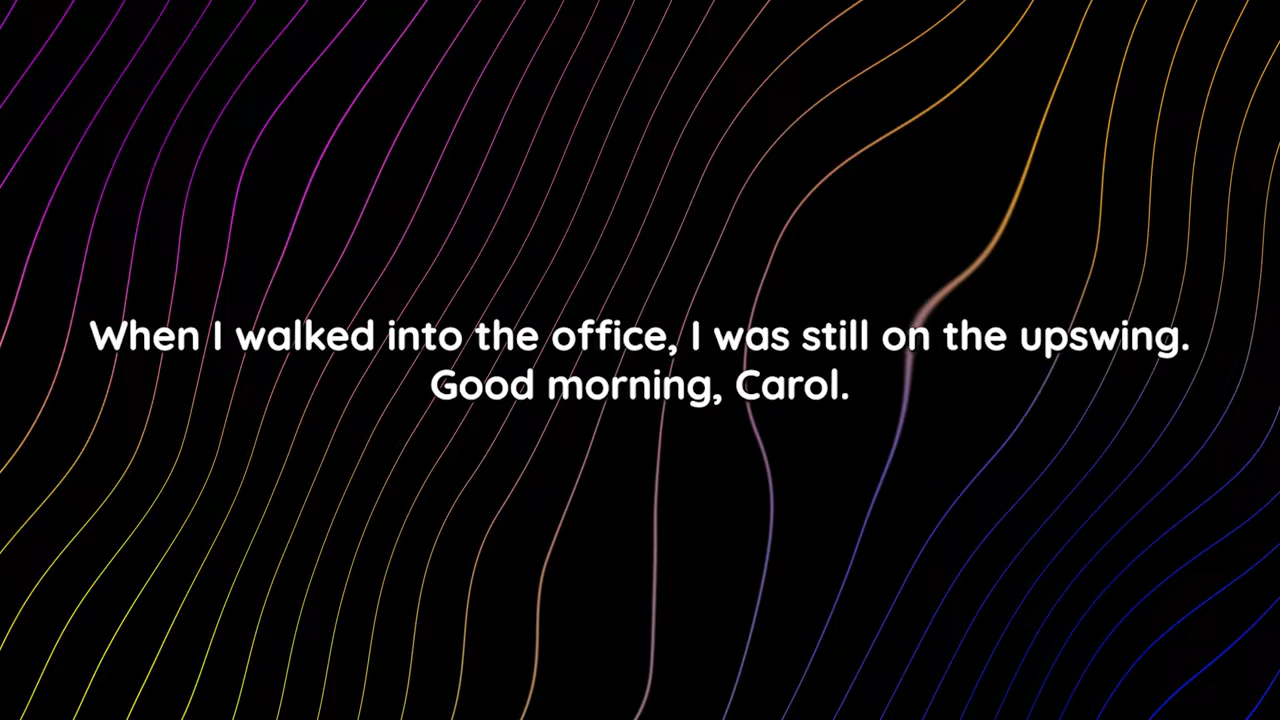 When I walked into the office, I was still on the upswing.
Good morning, Carol.